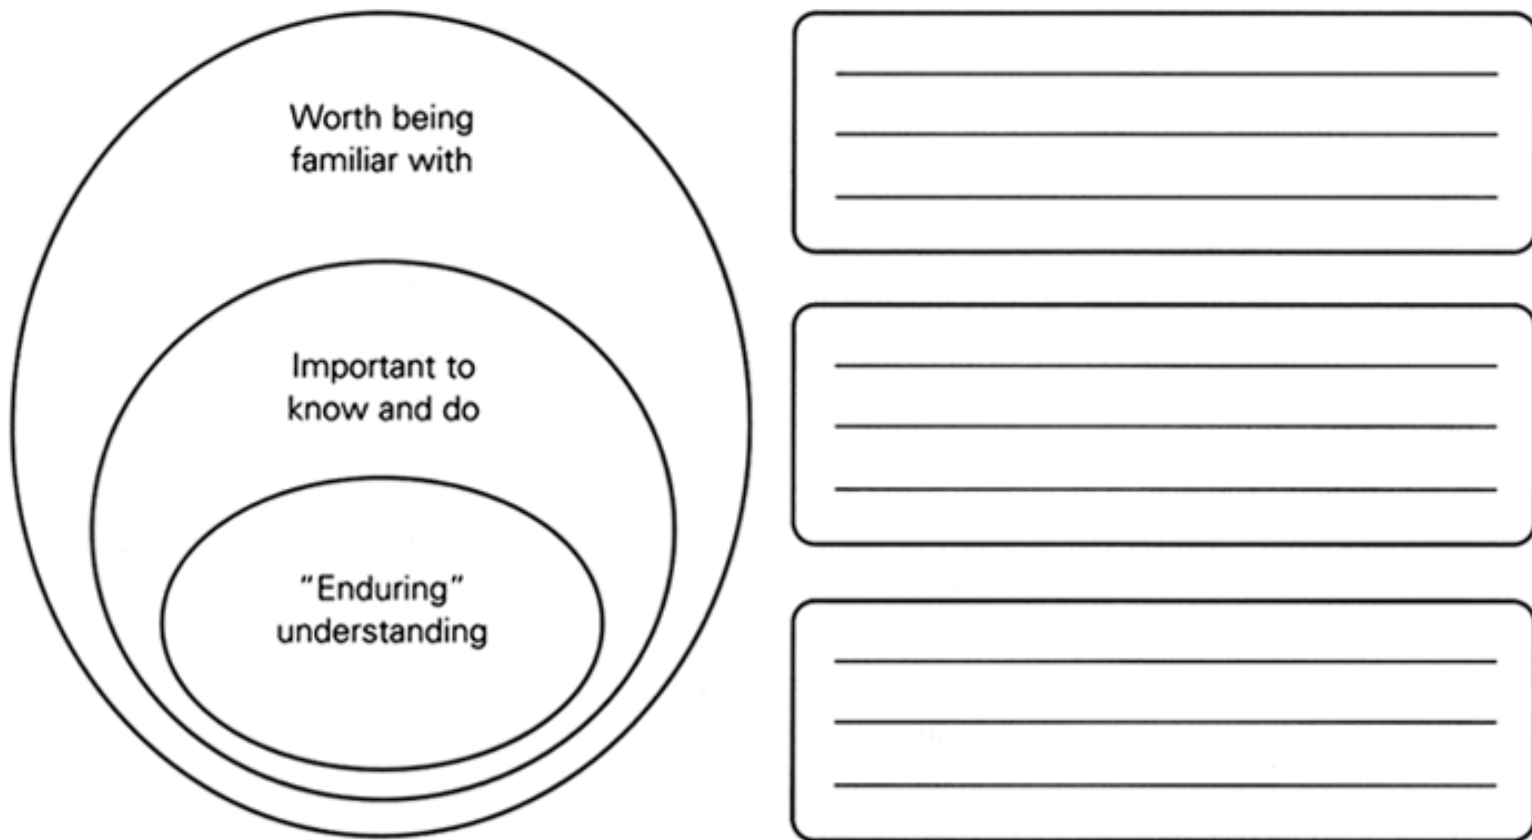 Worth being
familiar with
Important to
know and do
"Enduring"
understanding